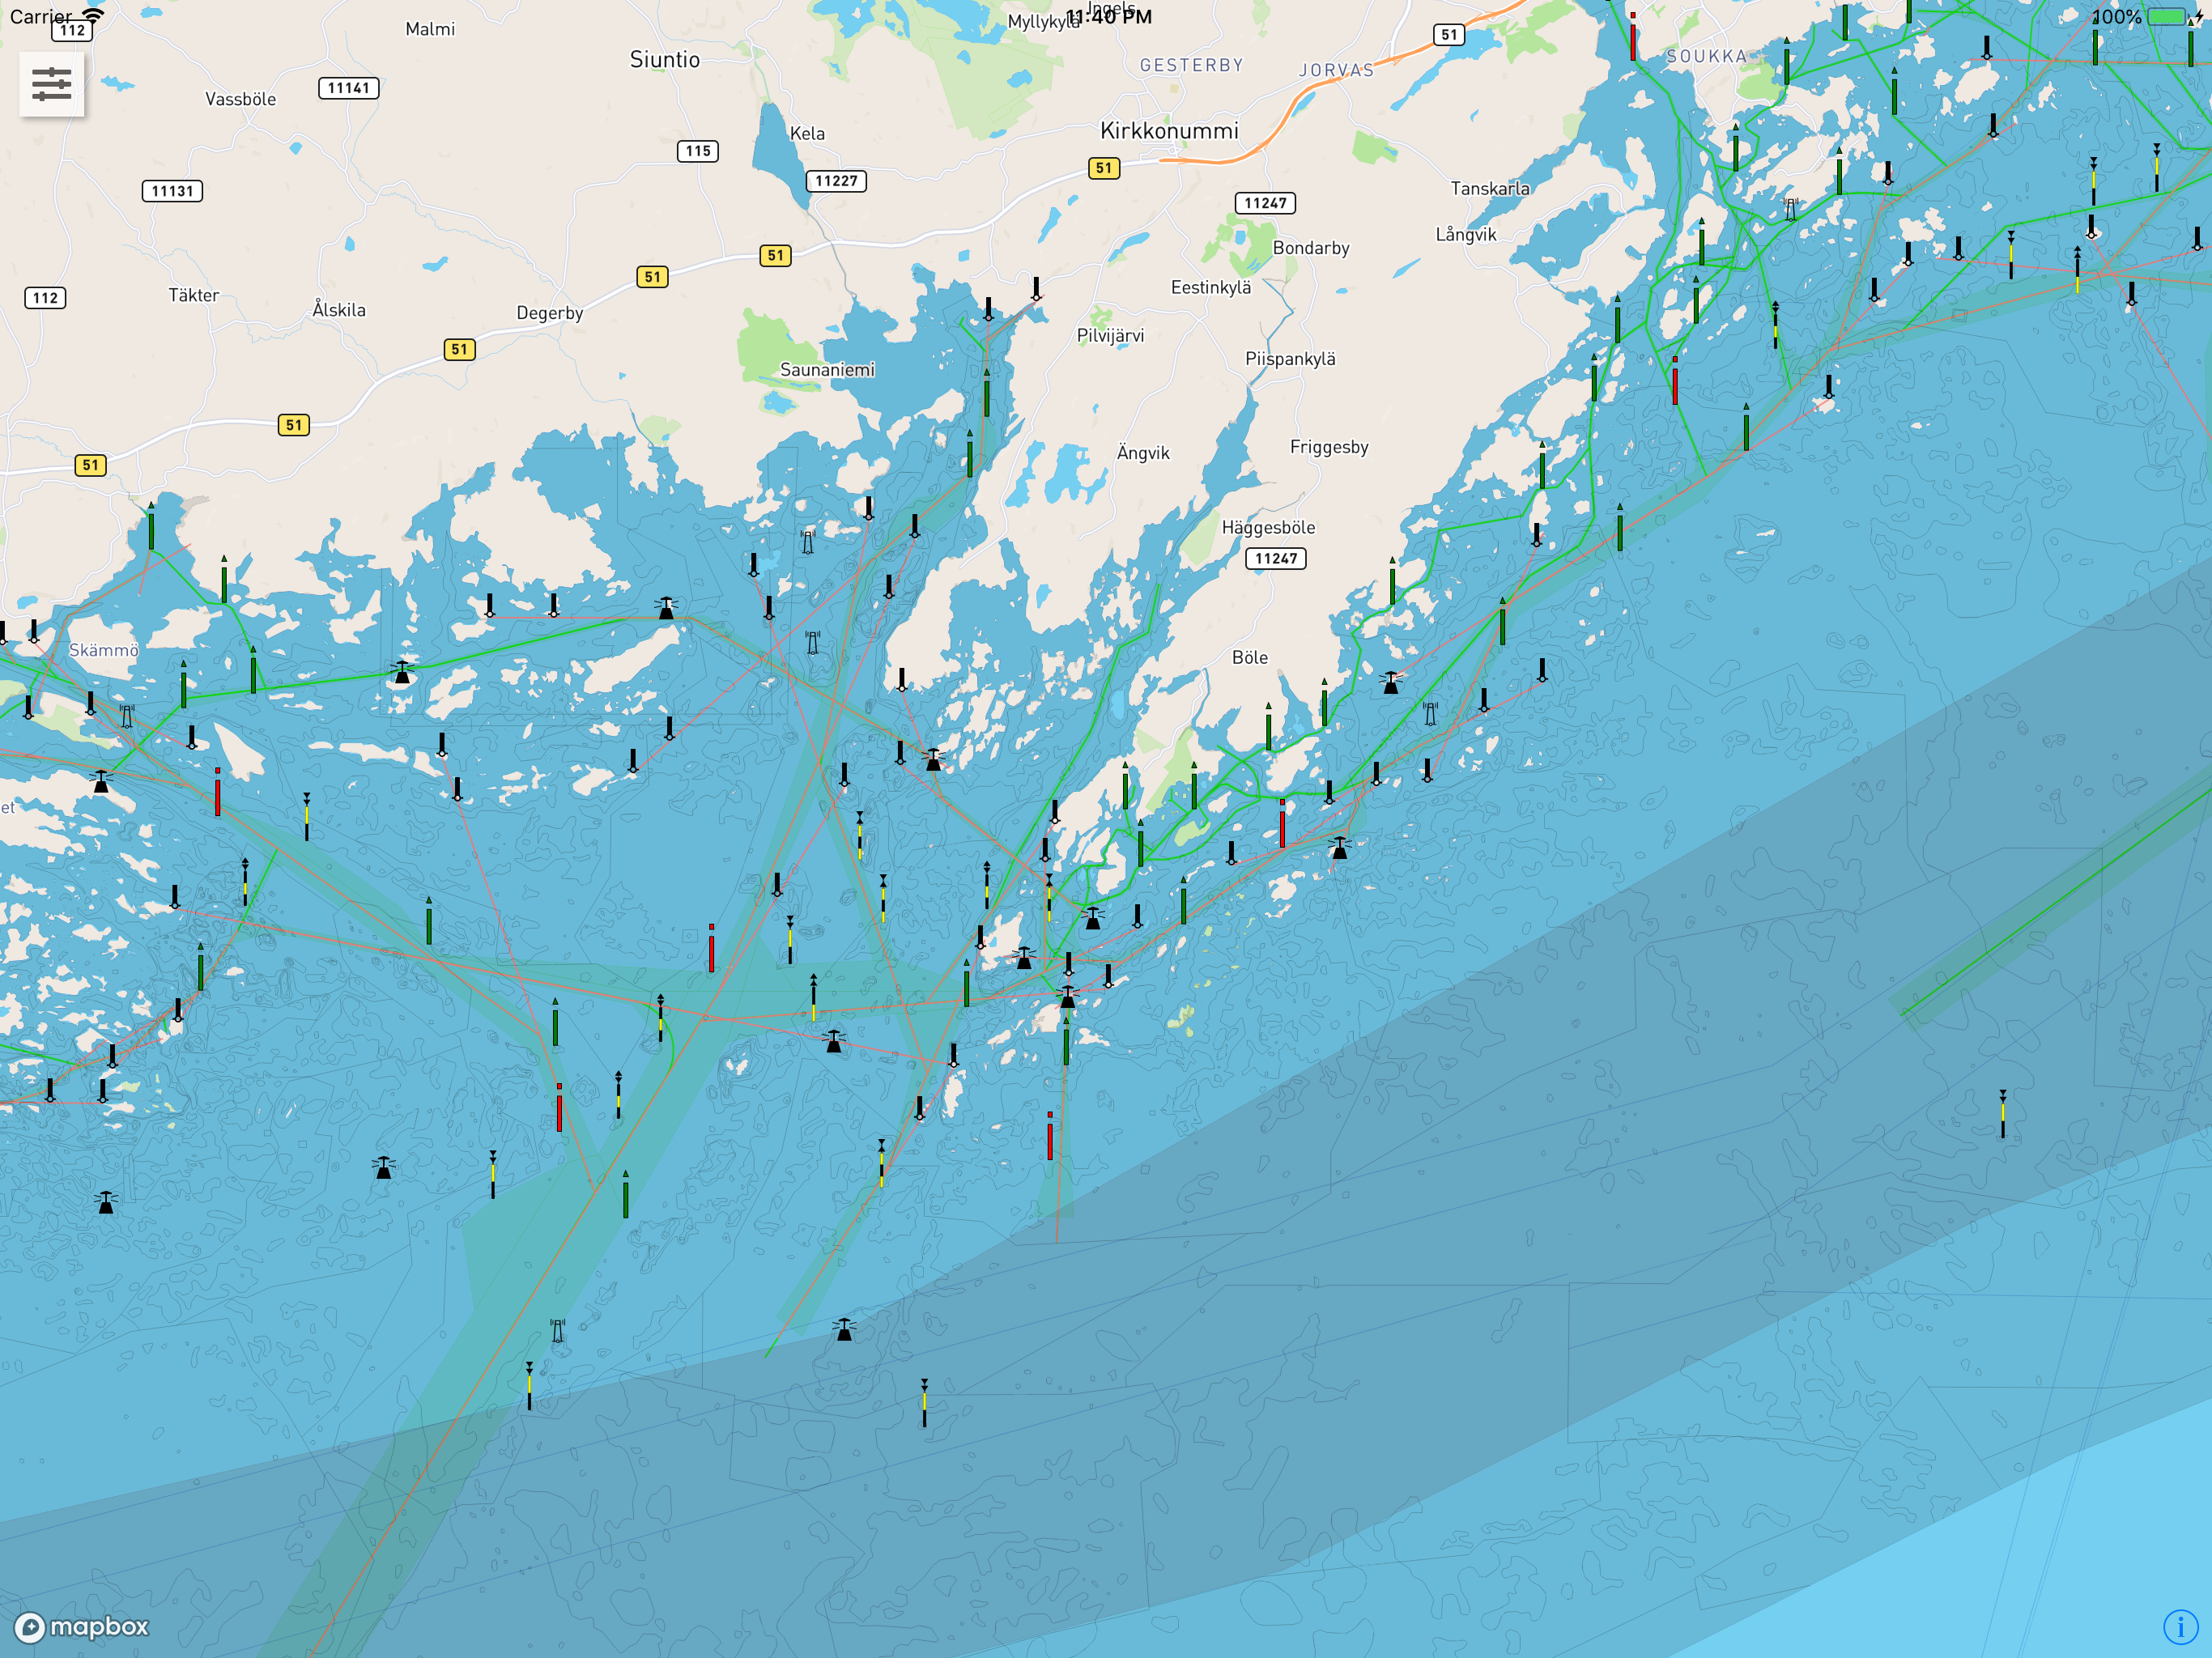 Carrier
11:40 PM
100%
Ingels
Myllykylä
112
Malmi
Siuntio
51
GESTERBY
JORVAS
SOUKKA
Vassböle
11141
Kela
Kirkkonummi
115
51
11131
11227
11247
Tanskarla
Långvik
Bondarby
51
51
Eestinkylä
112
Täkter
Ålskila
Degerby
Pilvijärvi
Piispankylä
51
Saunaniemi
51
Ängvik
Friggesby
51
Häggesböle
11247
Skämmö
Böle
et
mapbox
i